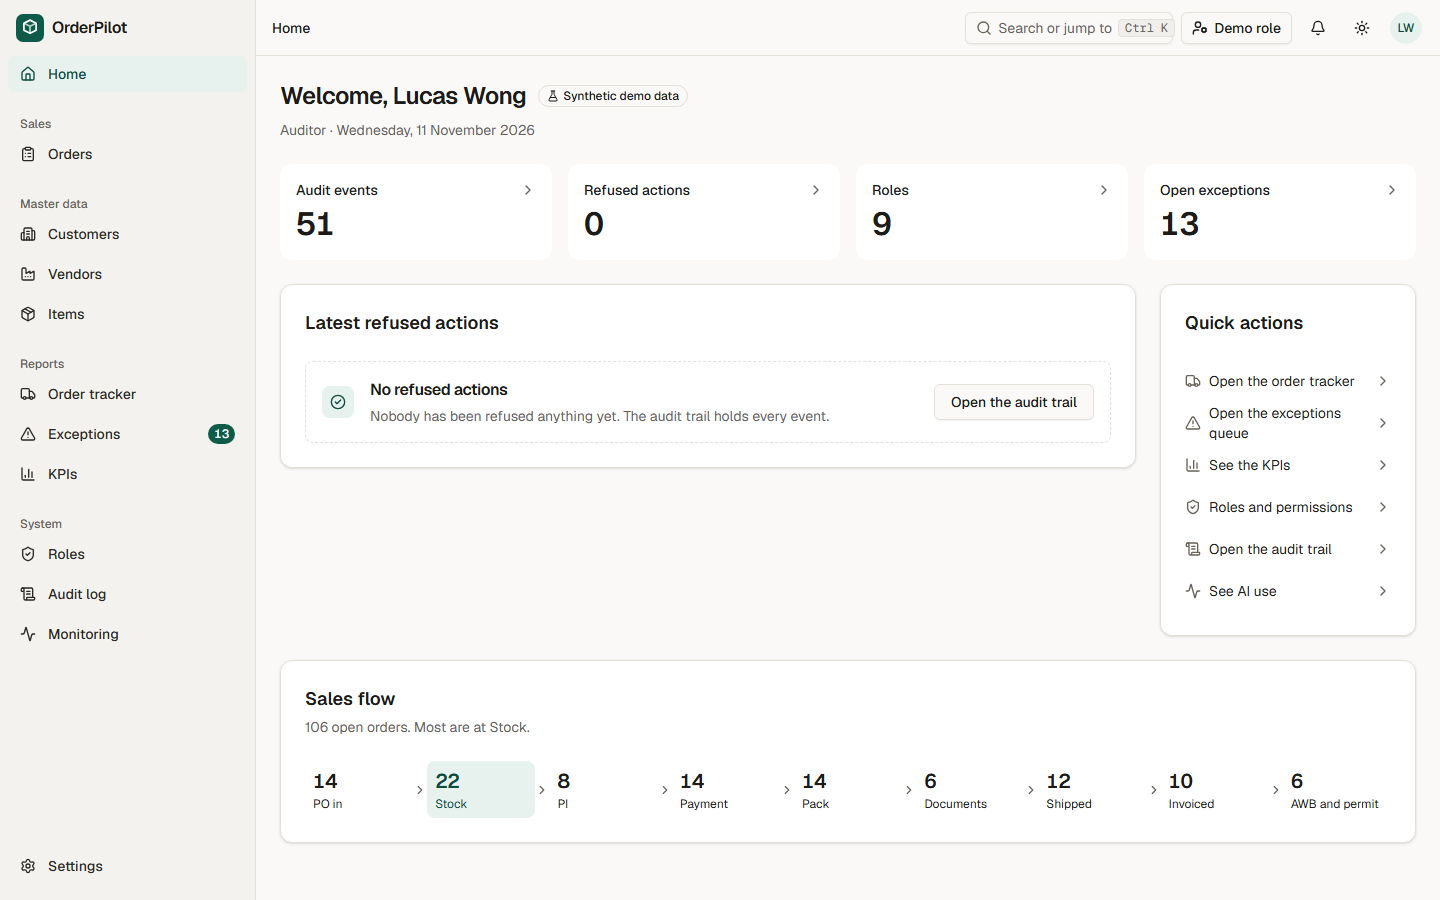 OrderPilot
Home
Sales
Orders
Master data
Customers
Vendors
Items
Reports
Order tracker
Exceptions
13
KPIs
System
Roles
Audit log
Monitoring
Settings
Home
Search or jump to
Ctrl K
Demo role
LW
Welcome, Lucas Wong
Synthetic demo data
Auditor · Wednesday, 11 November 2026
Audit events
51
Refused actions
0
Roles
9
Open exceptions
13
Latest refused actions
No refused actions
Nobody has been refused anything yet. The audit trail holds every event.
Open the audit trail
Quick actions
Open the order tracker
Open the exceptions
queue
See the KPIs
Roles and permissions
Open the audit trail
See AI use
Sales flow
106 open orders. Most are at Stock.
14
PO in
22
Stock
8
PI
14
Payment
14
Pack
6
Documents
12
Shipped
10
Invoiced
6
AWB and permit